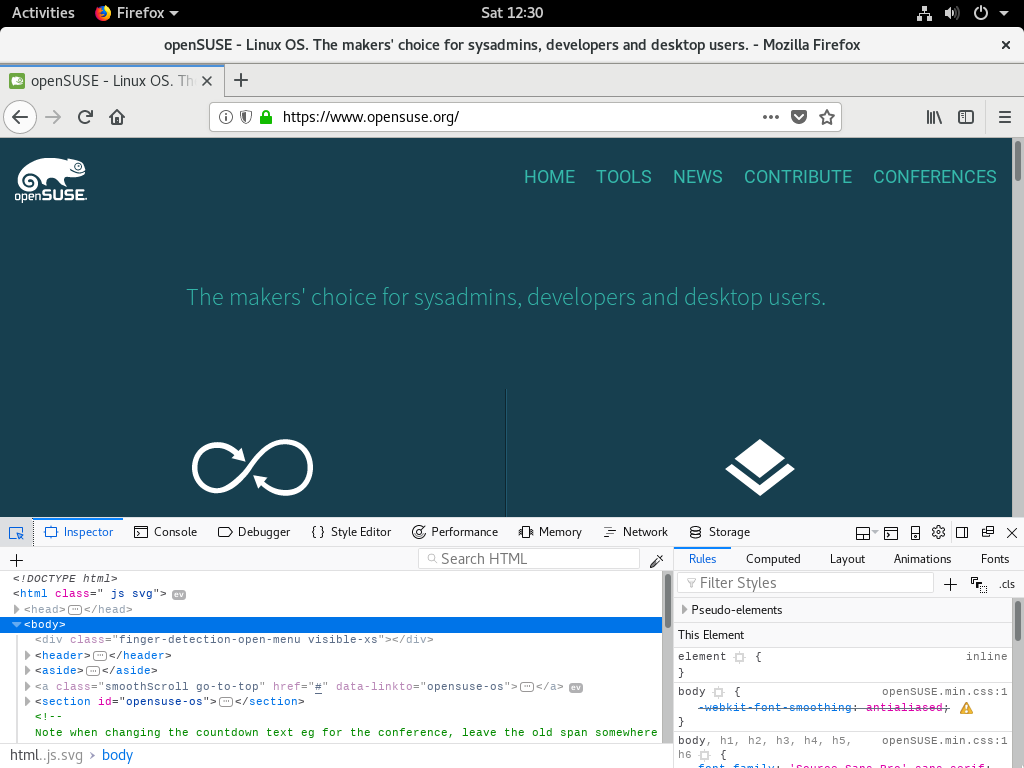 Activities Firefox Sat 12:30
openSUSE - Linux OS. The makers' choice for sysadmins, developers and desktop users. - Mozilla Firefox
openSUSE - Linux OS. Th
https://www.opensuse.org/
openSUSE
HOME TOOLS NEWS CONTRIBUTE CONFERENCES
The makers' choice for sysadmins, developers and desktop users.
Inspector Console Debugger Style Editor Performance Memory Network Storage
Search HTML
Rules Computed Layout Animations Fonts
Filter Styles .cls
<!DOCTYPE html>
<html class=" js svg"> ev
<head></head>
<body>
<div class="finger-detection-open-menu visible-xs"></div>
<header></header>
<aside></aside>
<a class="smoothScroll go-to-top" href="#" data-linkto="opensuse-os"></a> ev
<section id="opensuse-os"></section>
<!--
Note when changing the countdown text eg for the conference, leave the old span somewhere
html.js.svg body
Pseudo-elements
This Element
element { inline
}
body { openSUSE.min.css:1
-webkit-font-smoothing: antialiased;
}
body, h1, h2, h3, h4, h5, openSUSE.min.css:1
h6 {
font-family: 'Source Sans Pro',sans-serif;